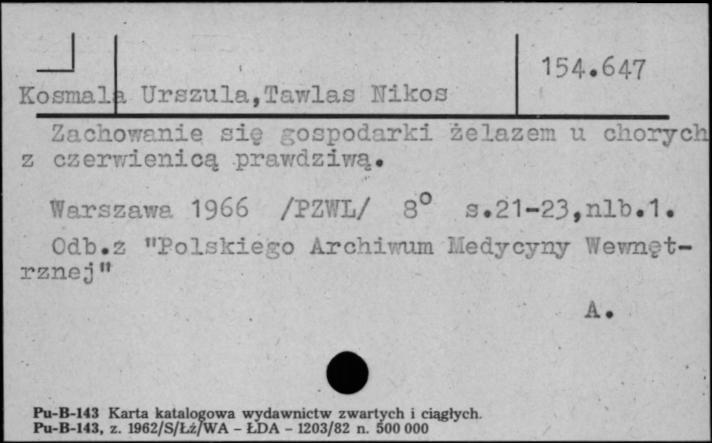 154.647
Kosmala Urszula,Tawlas Nikos
Zachowanie się gospodarki żelazem u chorych
z czerwienicą prawdziwą.
Warszawa 1966 /PZWL/ 8° s.21-23,nlb.1.
Odb.z "Polskiego Archiwum Medycyny Wewnęt-
rznej"
A.
Pu-B-143 Karta katalogowa wydawnictw zwartych i ciągłych.
Pu-B-143, z. 1962/S/Łż/WA - ŁDA - 1203/82 n. 500 000